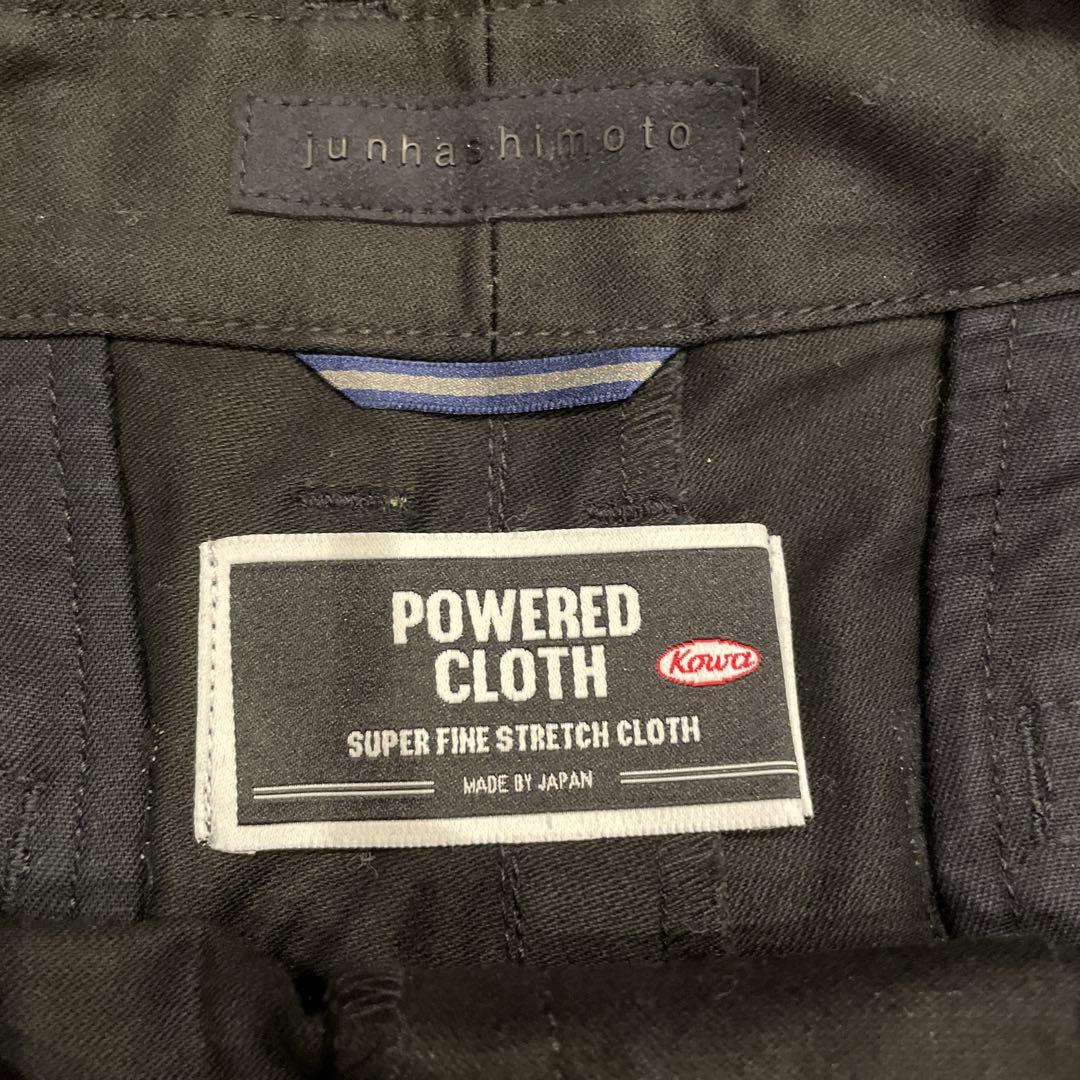 junhashimoto
POWERED
CLOTH
Kowa
SUPER FINE STRETCH CLOTH
MADE BY JAPAN